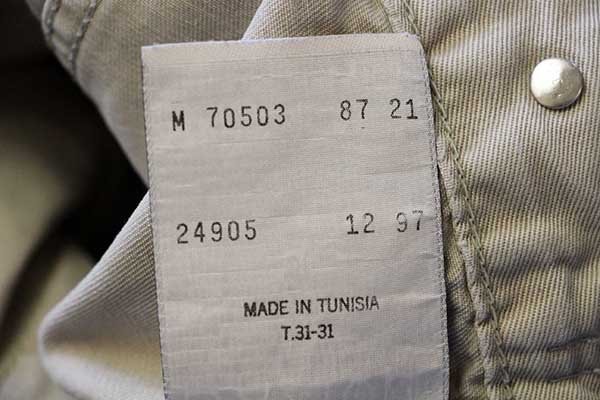 M 70503 87 21
24905 12 97
MADE IN TUNISIA
T.31-31